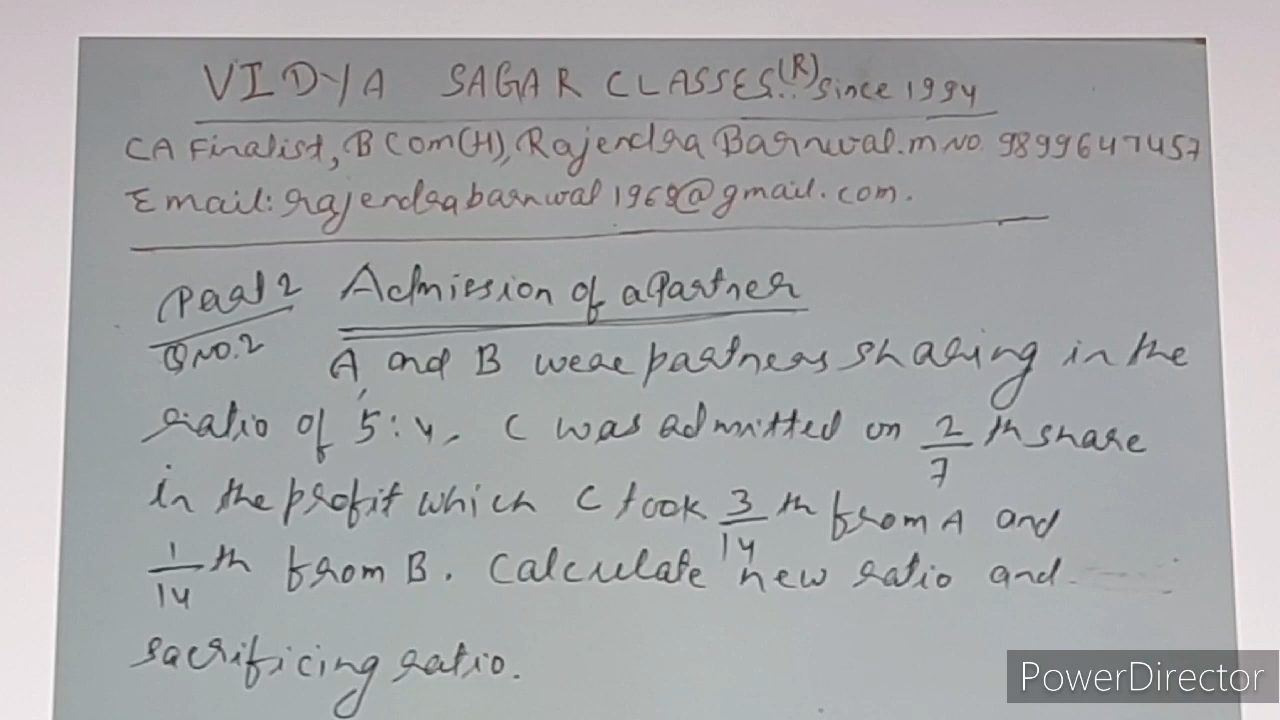 VIDYA SAGAR CLASSES(R) since 1994
CA Finalist, B Com(H), Rajendra Barnwal. m no. 9899647457
Email: rajendrabarnwal1968@gmail.com.
Part 2 Admission of a Partner
Q NO. 2 A and B were partners sharing in the
ratio of 5:4, C was admitted on 2/7 th share
in the profit which C took 3/14 th from A and
1/14 th from B. Calculate new ratio and
sacrificing ratio.
PowerDirector